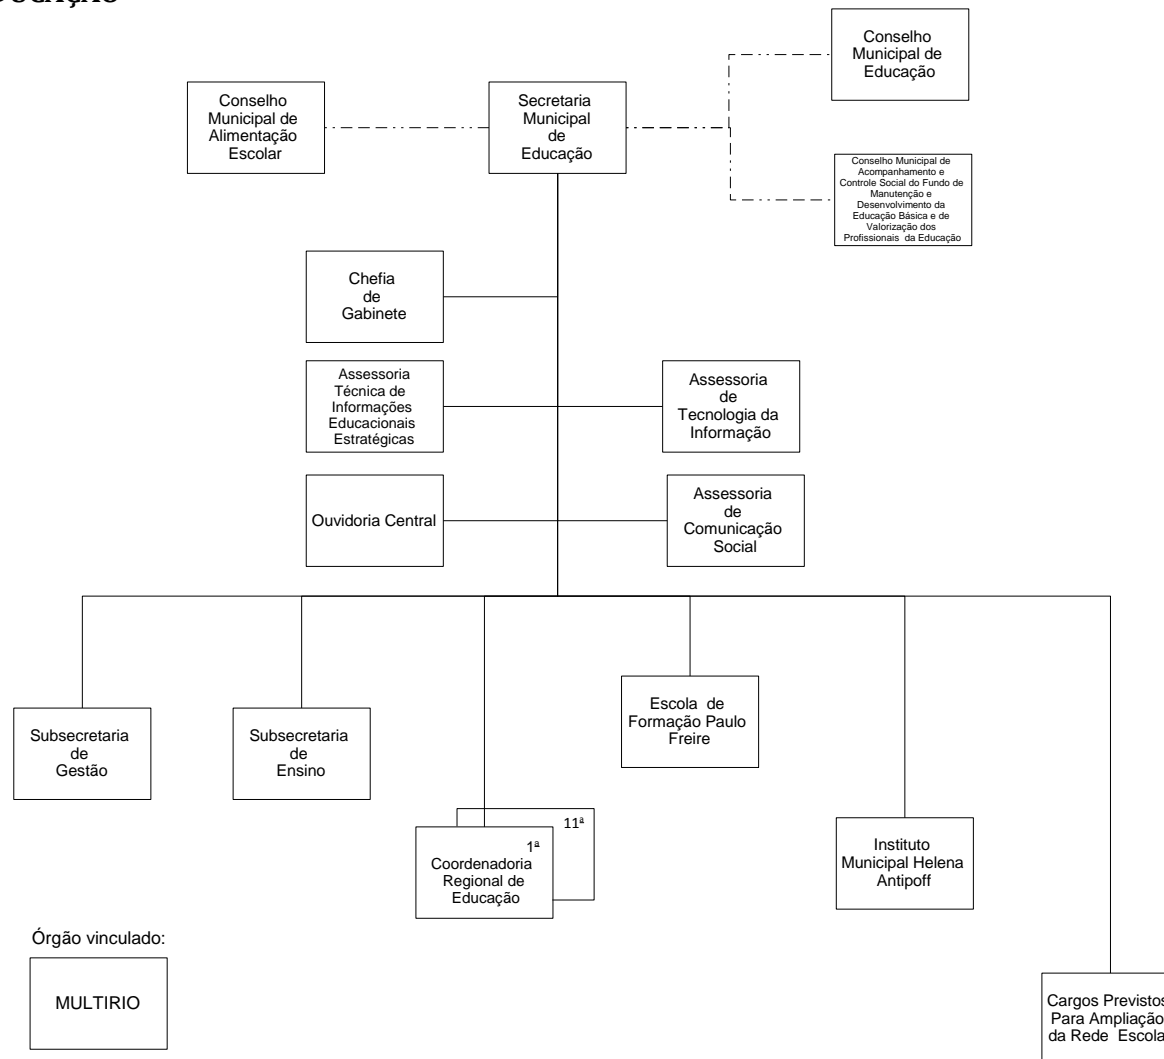 Conselho
Municipal de
Educação
Conselho
Municipal de
Alimentação
Escolar
Secretaria
Municipal
de
Educação
Conselho Municipal de
Acompanhamento e
Controle Social do Fundo de
Manutenção e
Desenvolvimento da
Educação Básica e de
Valorização dos
Profissionais da Educação
Chefia
de
Gabinete
Assessoria
Técnica de
Informações
Educacionais
Estratégicas
Assessoria
de
Tecnologia da
Informação
Ouvidoria Central
Assessoria
de
Comunicação
Social
Subsecretaria
de
Gestão
Subsecretaria
de
Ensino
11ª
1ª
Coordenadoria
Regional de
Educação
Escola de
Formação Paulo
Freire
Instituto
Municipal Helena
Antipoff
Órgão vinculado:
MULTIRIO
Cargos Previstos
Para Ampliação
da Rede Escola